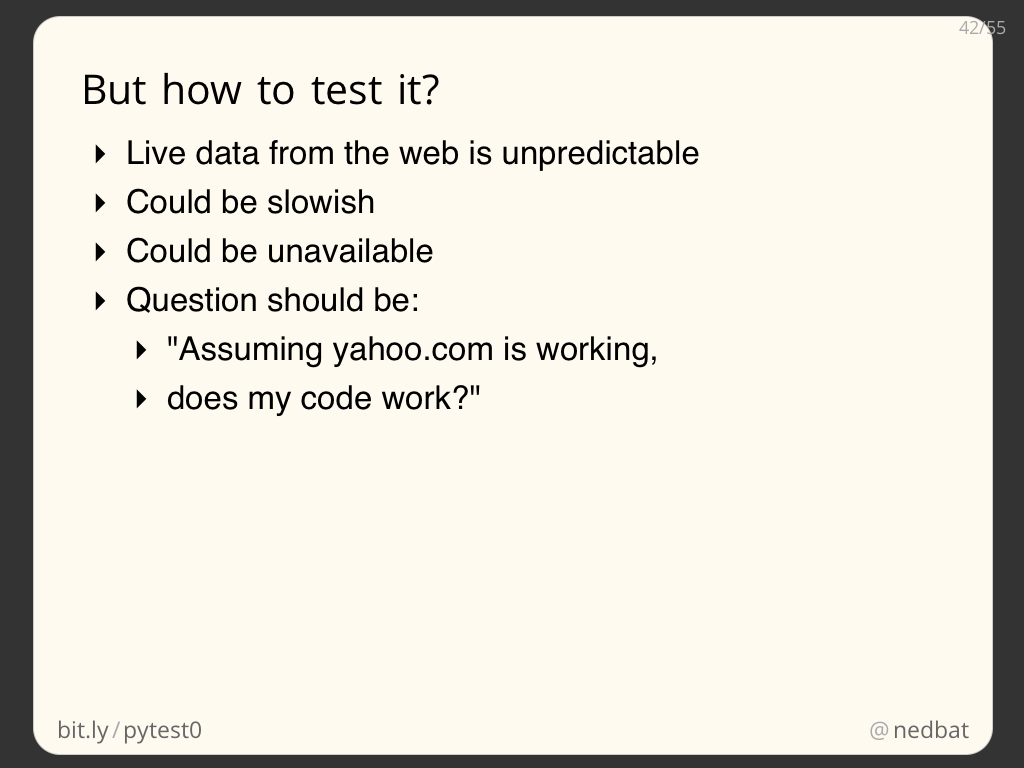 42/55
But how to test it?
Live data from the web is unpredictable
Could be slowish
Could be unavailable
Question should be:
"Assuming yahoo.com is working,
does my code work?"
bit.ly/pytest0
@nedbat